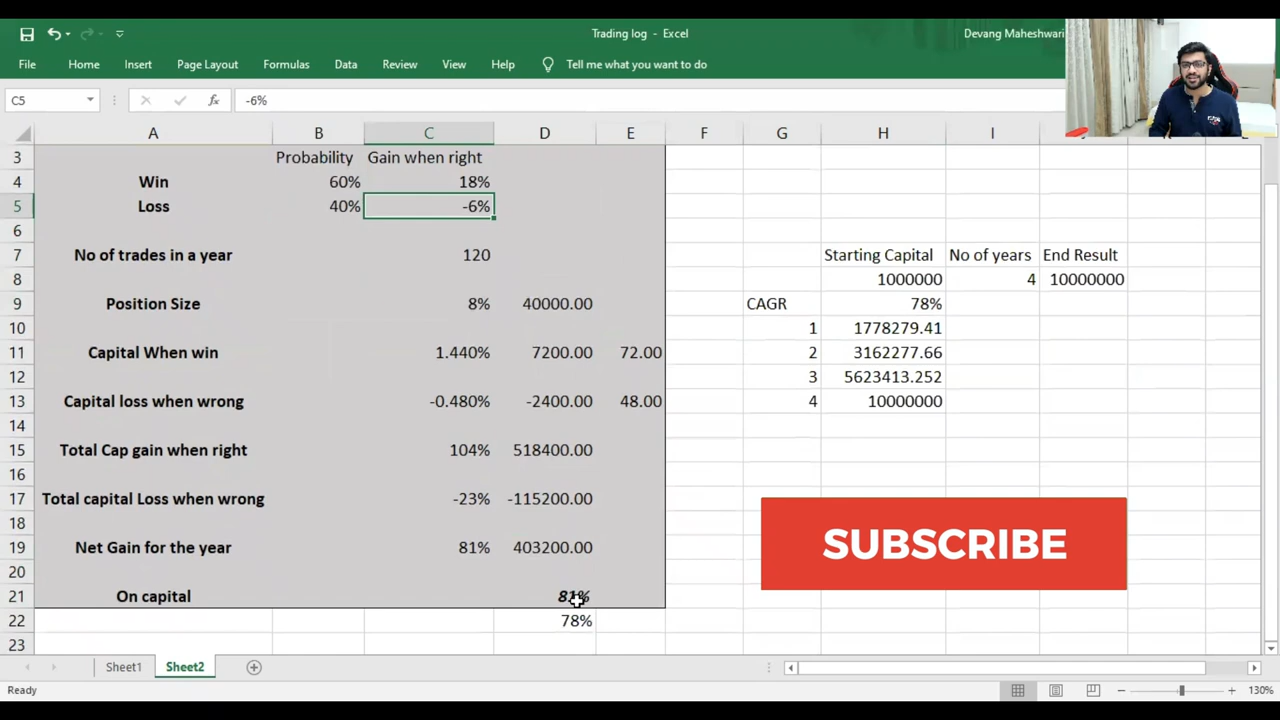 Trading log - Excel
Devang Maheshwari
File Home Insert Page Layout Formulas Data Review View Help Tell me what you want to do
C5 fx -6%
A B C D E F G H I
3 Probability Gain when right
4 Win 60% 18%
5 Loss 40% -6%
6
7 No of trades in a year 120 Starting Capital No of years End Result
8 1000000 4 10000000
9 Position Size 8% 40000.00 CAGR 78%
10 1 1778279.41
11 Capital When win 1.440% 7200.00 72.00 2 3162277.66
12 3 5623413.252
13 Capital loss when wrong -0.480% -2400.00 48.00 4 10000000
14
15 Total Cap gain when right 104% 518400.00
16
17 Total capital Loss when wrong -23% -115200.00
18
19 Net Gain for the year 81% 403200.00
SUBSCRIBE
20
21 On capital 81%
22 78%
23
Sheet1 Sheet2
Ready 130%